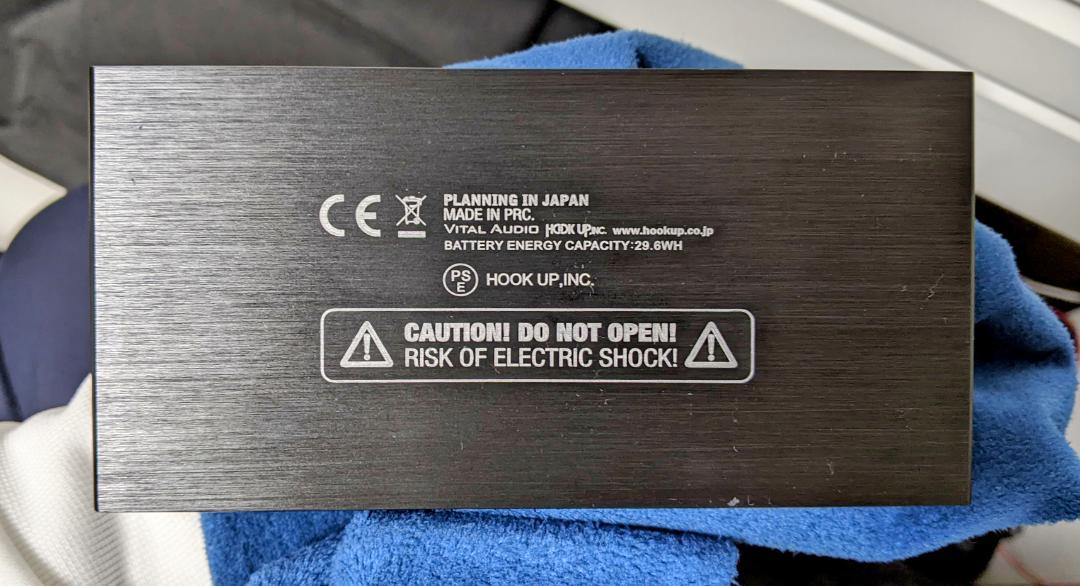 CE PLANNING IN JAPAN
MADE IN PRC.
VITAL AUDIO HOOK UP,INC. www.hookup.co.jp
BATTERY ENERGY CAPACITY:29.6WH
PSE HOOK UP,INC.
CAUTION! DO NOT OPEN!
RISK OF ELECTRIC SHOCK!